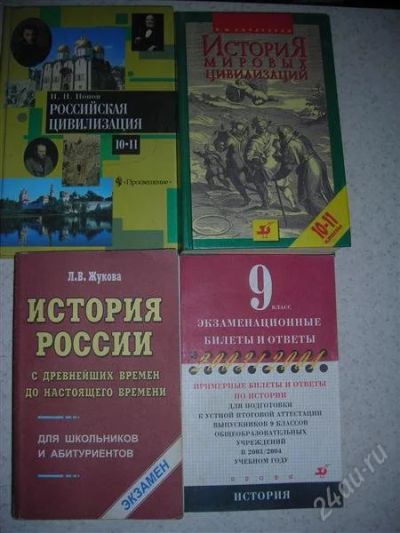 РОССИЙСКАЯ
ЦИВИЛИЗАЦИЯ
10-11
«Просвещение»
ИСТОРИЯ
МИРОВЫХ
ЦИВИЛИЗАЦИЙ
10-11
классы
Л.В. Жукова
ИСТОРИЯ
РОССИИ
С ДРЕВНЕЙШИХ ВРЕМЕН
ДО НАСТОЯЩЕГО ВРЕМЕНИ
ДЛЯ ШКОЛЬНИКОВ
И АБИТУРИЕНТОВ
ЭКЗАМЕН
9 КЛАСС
ЭКЗАМЕНАЦИОННЫЕ
БИЛЕТЫ И ОТВЕТЫ
ПРИМЕРНЫЕ БИЛЕТЫ И ОТВЕТЫ
ПО ИСТОРИИ
ДЛЯ ПОДГОТОВКИ
К УСТНОЙ ИТОГОВОЙ АТТЕСТАЦИИ
ВЫПУСКНИКОВ 9 КЛАССОВ
ОБЩЕОБРАЗОВАТЕЛЬНЫХ
УЧРЕЖДЕНИЙ
В 2003/2004
УЧЕБНОМ ГОДУ
ИСТОРИЯ
24au.ru